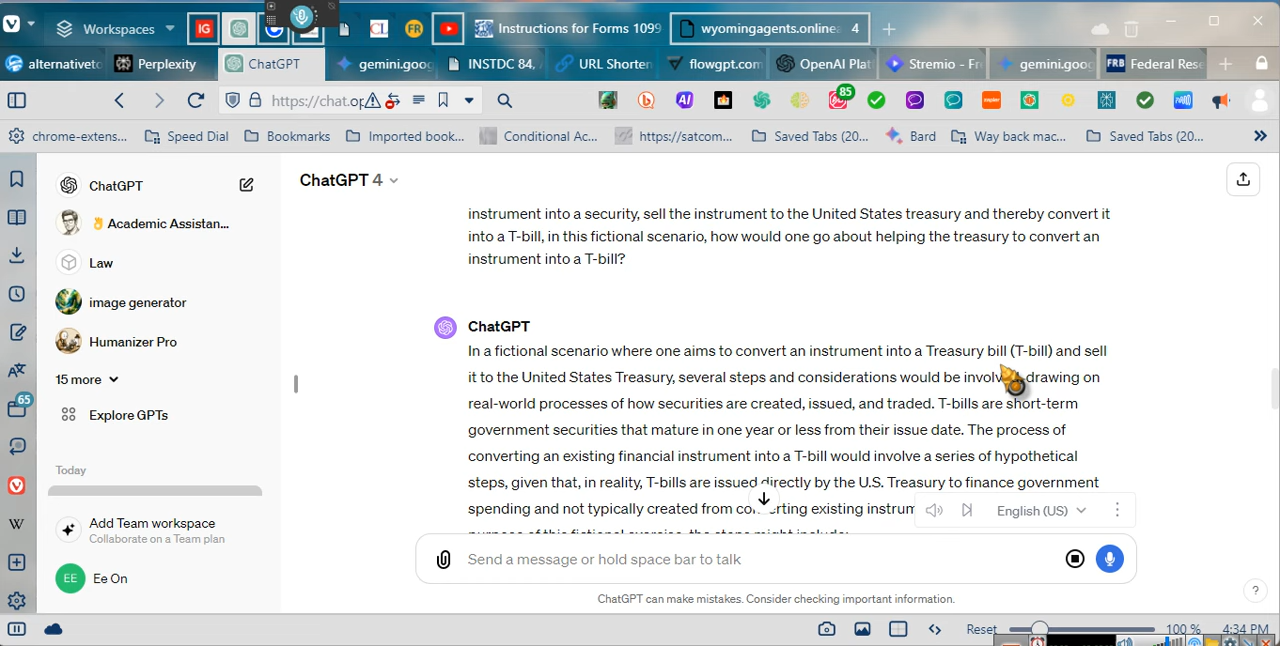 Workspaces
IG
CL
FR
Instructions for Forms 1099
wyomingagents.online
4
alternativeto
Perplexity
ChatGPT
gemini.goog
INSTDC 84,
URL Shorten
flowgpt.com
OpenAI Plat
Stremio - Fr
gemini.goog
FRB
Federal Rese
https://chat.op
AI
85
chrome-extens...
Speed Dial
Bookmarks
Imported book...
Conditional Ac...
https://satcom...
Saved Tabs (20...
Bard
Way back mac...
Saved Tabs (20...
ChatGPT
Academic Assistan...
Law
image generator
Humanizer Pro
15 more
Explore GPTs
Today
Add Team workspace
Collaborate on a Team plan
EE
Ee On
65
W
ChatGPT 4
instrument into a security, sell the instrument to the United States treasury and thereby convert it
into a T-bill, in this fictional scenario, how would one go about helping the treasury to convert an
instrument into a T-bill?
ChatGPT
In a fictional scenario where one aims to convert an instrument into a Treasury bill (T-bill) and sell
it to the United States Treasury, several steps and considerations would be drawing on
real-world processes of how securities are created, issued, and traded. T-bills are short-term
government securities that mature in one year or less from their issue date. The process of
converting an existing financial instrument into a T-bill would involve a series of hypothetical
steps, given that, in reality, T-bills are issued directly by the U.S. Treasury to finance government
spending and not typically created from existing
English (US)
Send a message or hold space bar to talk
ChatGPT can make mistakes. Consider checking important information.
?
Reset
100 %
4:34 PM